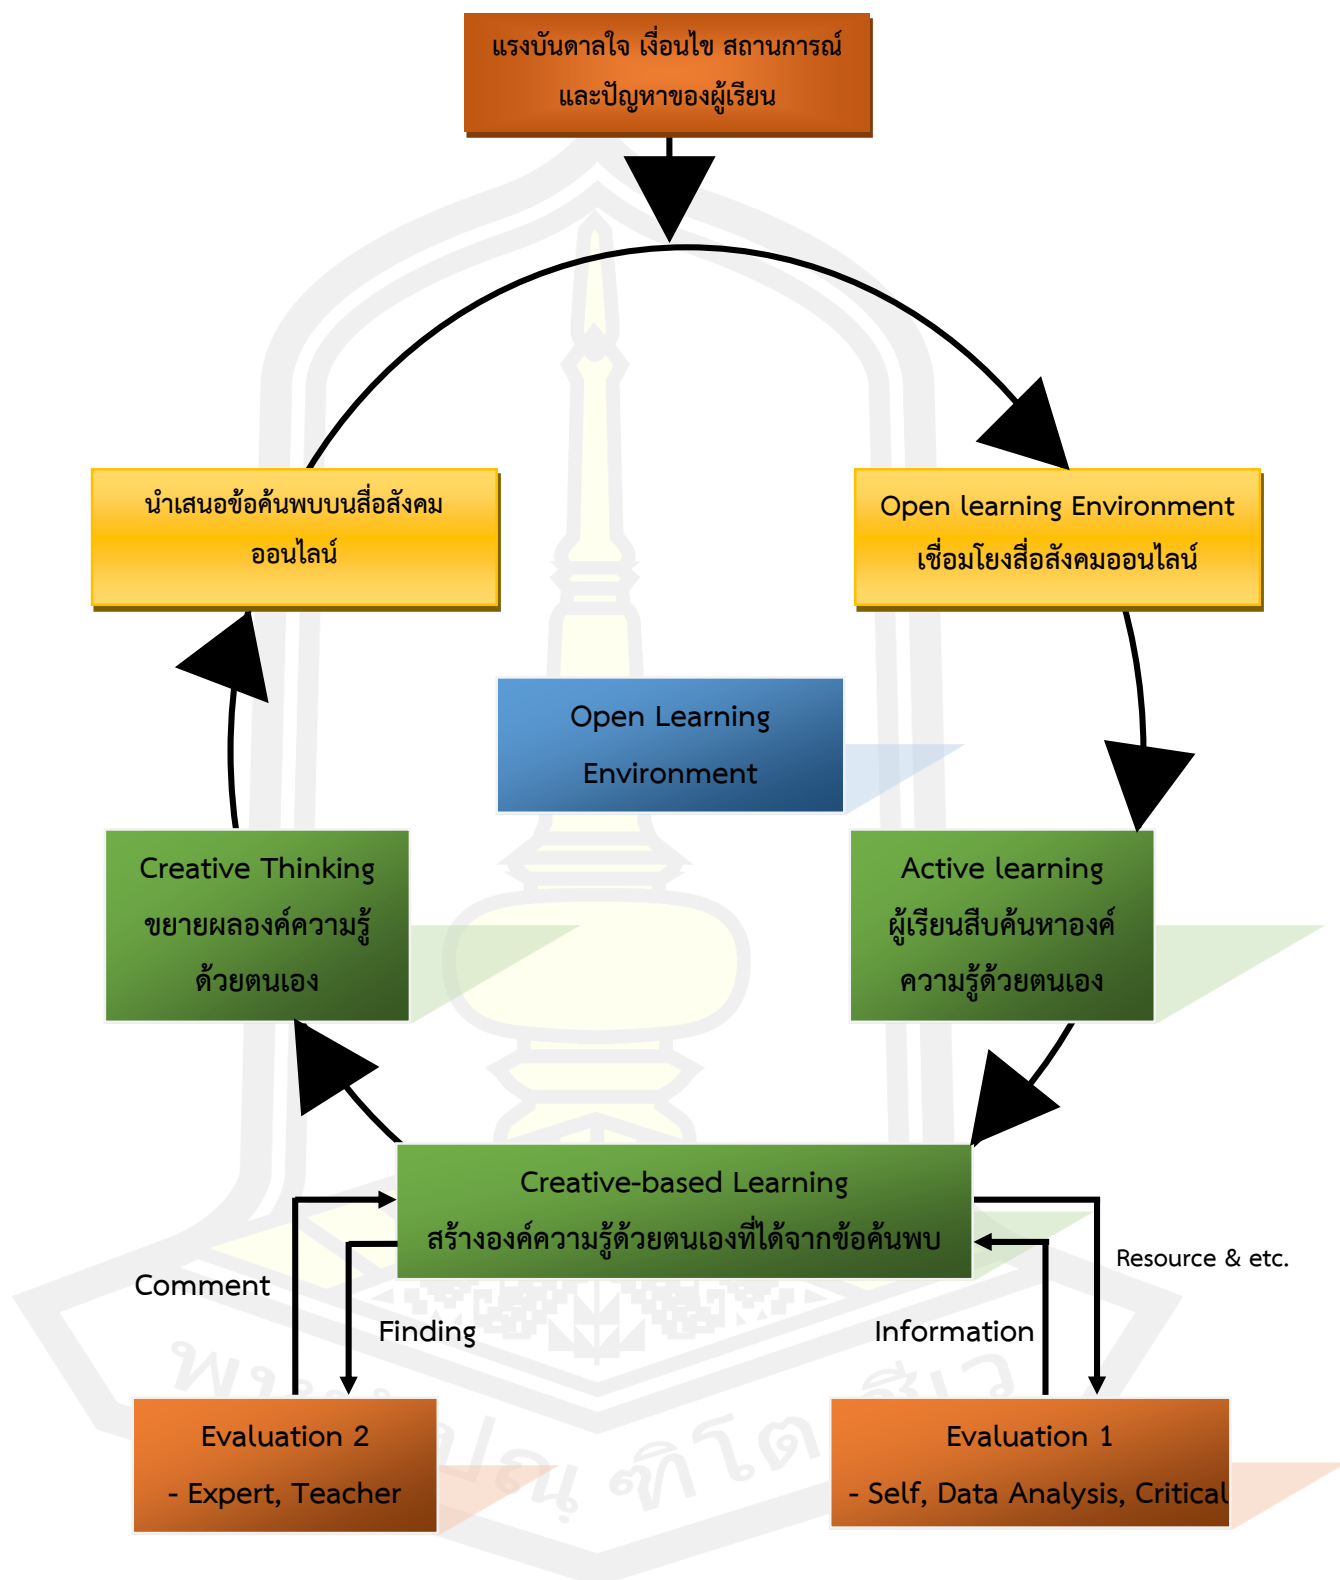 แรงบันดาลใจ เงื่อนไข สถานการณ์
และปัญหาของผู้เรียน
นำเสนอข้อค้นพบบนสื่อสังคม
ออนไลน์
Open learning Environment
เชื่อมโยงสื่อสังคมออนไลน์
Open Learning
Environment
Creative Thinking
ขยายผลองค์ความรู้
ด้วยตนเอง
Active learning
ผู้เรียนสืบค้นหาองค์
ความรู้ด้วยตนเอง
Creative-based Learning
สร้างองค์ความรู้ด้วยตนเองที่ได้จากข้อค้นพบ
Comment
Finding
Information
Resource & etc.
Evaluation 2
- Expert, Teacher
Evaluation 1
- Self, Data Analysis, Critical